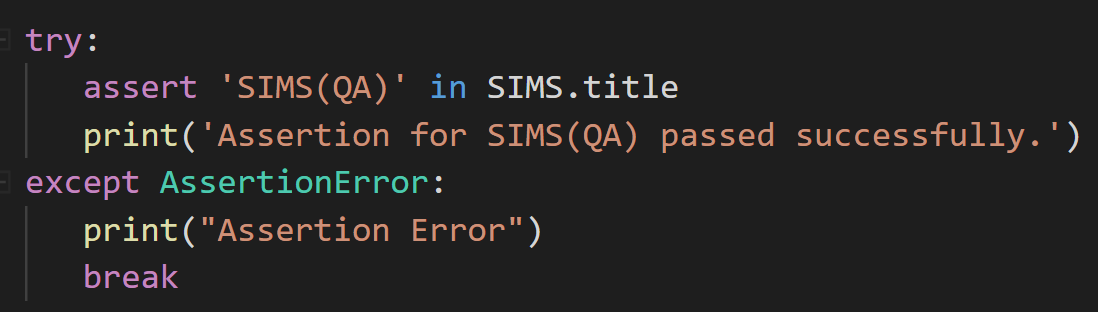 try:
    assert 'SIMS(QA)' in SIMS.title
    print('Assertion for SIMS(QA) passed successfully.')
except AssertionError:
    print("Assertion Error")
    break